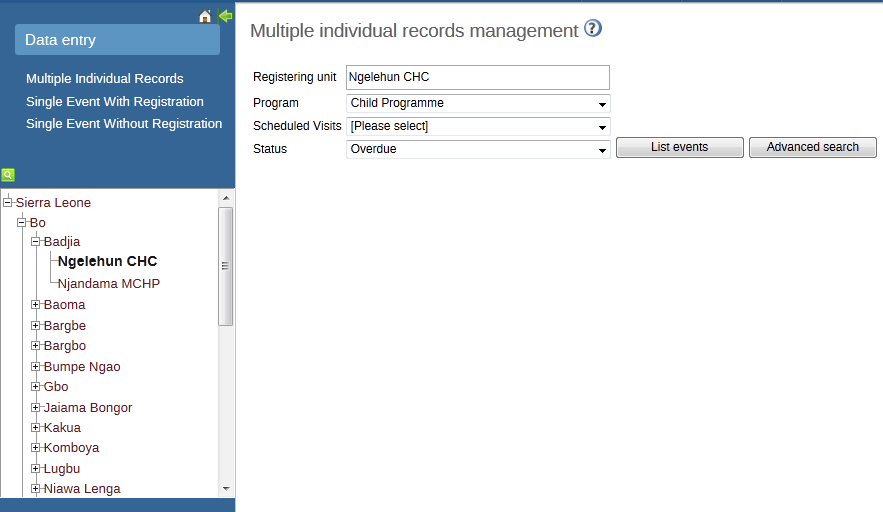 Data entry
Multiple Individual Records
Single Event With Registration
Single Event Without Registration
Sierra Leone
Bo
Badjia
Ngelehun CHC
Njandama MCHP
Baoma
Bargbe
Bargbo
Bumpe Ngao
Gbo
Jaiama Bongor
Kakua
Komboya
Lugbu
Niawa Lenga
Multiple individual records management ?
Registering unit Ngelehun CHC
Program Child Programme
Scheduled Visits [Please select]
Status Overdue List events Advanced search